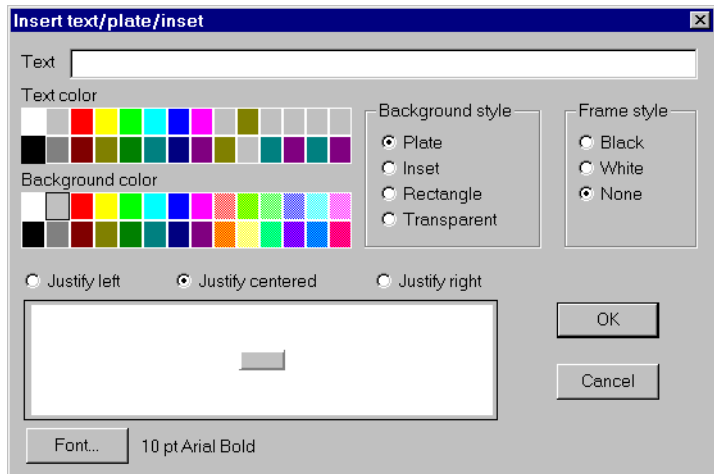 Insert text/plate/inset
Text
Text color
Background color
Background style
Plate
Inset
Rectangle
Transparent
Frame style
Black
White
None
Justify left
Justify centered
Justify right
OK
Cancel
Font...
10 pt Arial Bold